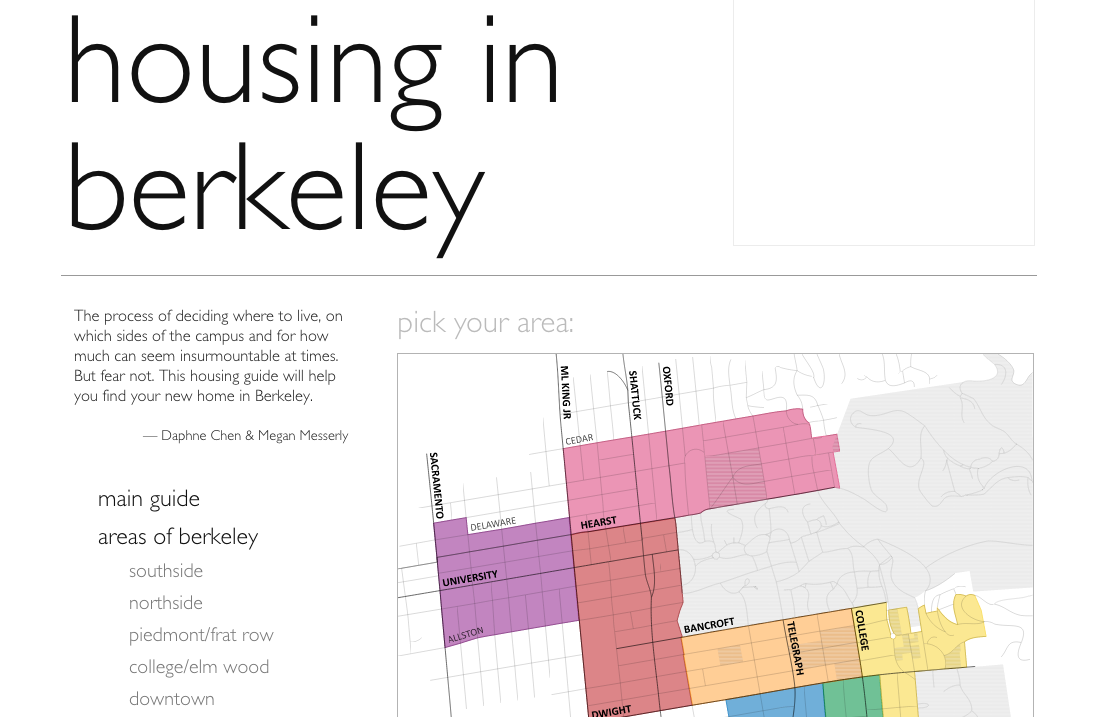 housing in
berkeley
The process of deciding where to live, on
which sides of the campus and for how
much can seem insurmountable at times.
But fear not. This housing guide will help
you find your new home in Berkeley.
— Daphne Chen & Megan Messerly
main guide
areas of berkeley
southside
northside
piedmont/frat row
college/elm wood
downtown
pick your area:
ML KING JR
SHATTUCK
OXFORD
CEDAR
SACRAMENTO
DELAWARE
HEARST
UNIVERSITY
ALLSTON
BANCROFT
TELEGRAPH
COLLEGE
DWIGHT